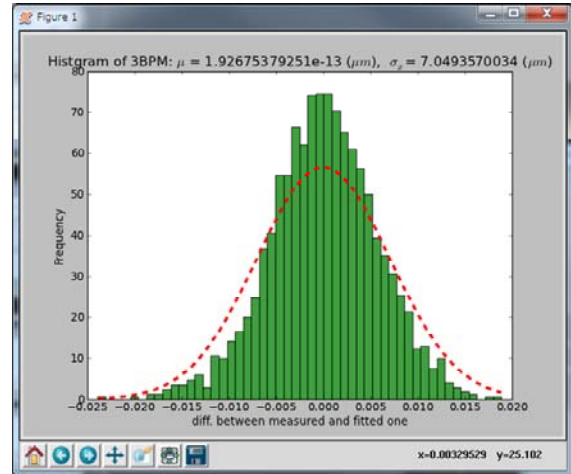 Figure 1
Histgram of 3BPM: μ = 1.92675379251e-13 (μm), σₓ = 7.0493570034 (μm)
80
70
60
50
40
30
20
10
0
Frequency
−0.025 −0.020 −0.015 −0.010 −0.005 0.000 0.005 0.010 0.015 0.020
diff. between measured and fitted one
x=0.00329529 y=25.102